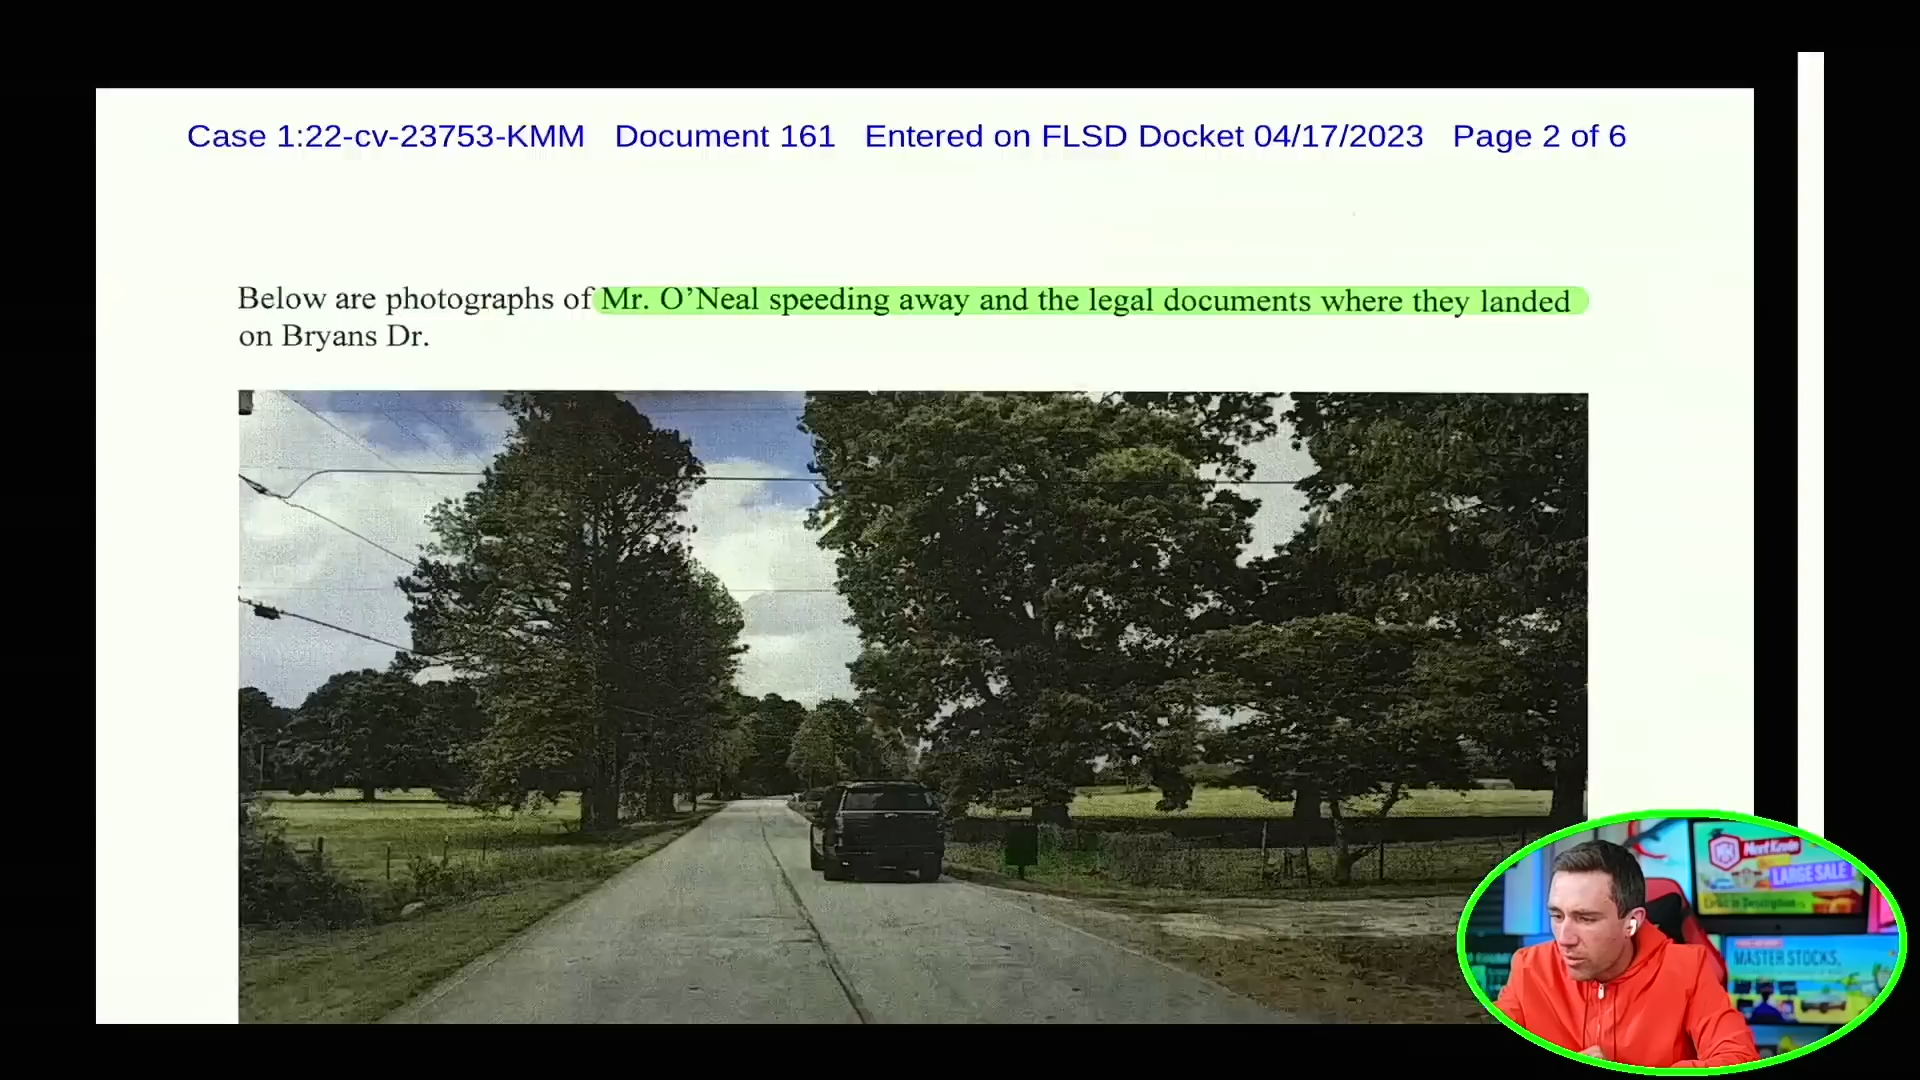 Case 1:22-cv-23753-KMM Document 161 Entered on FLSD Docket 04/17/2023 Page 2 of 6
Below are photographs of Mr. O’Neal speeding away and the legal documents where they landed
on Bryans Dr.
Meet Kevin
LARGE SALE
MASTER STOCKS,